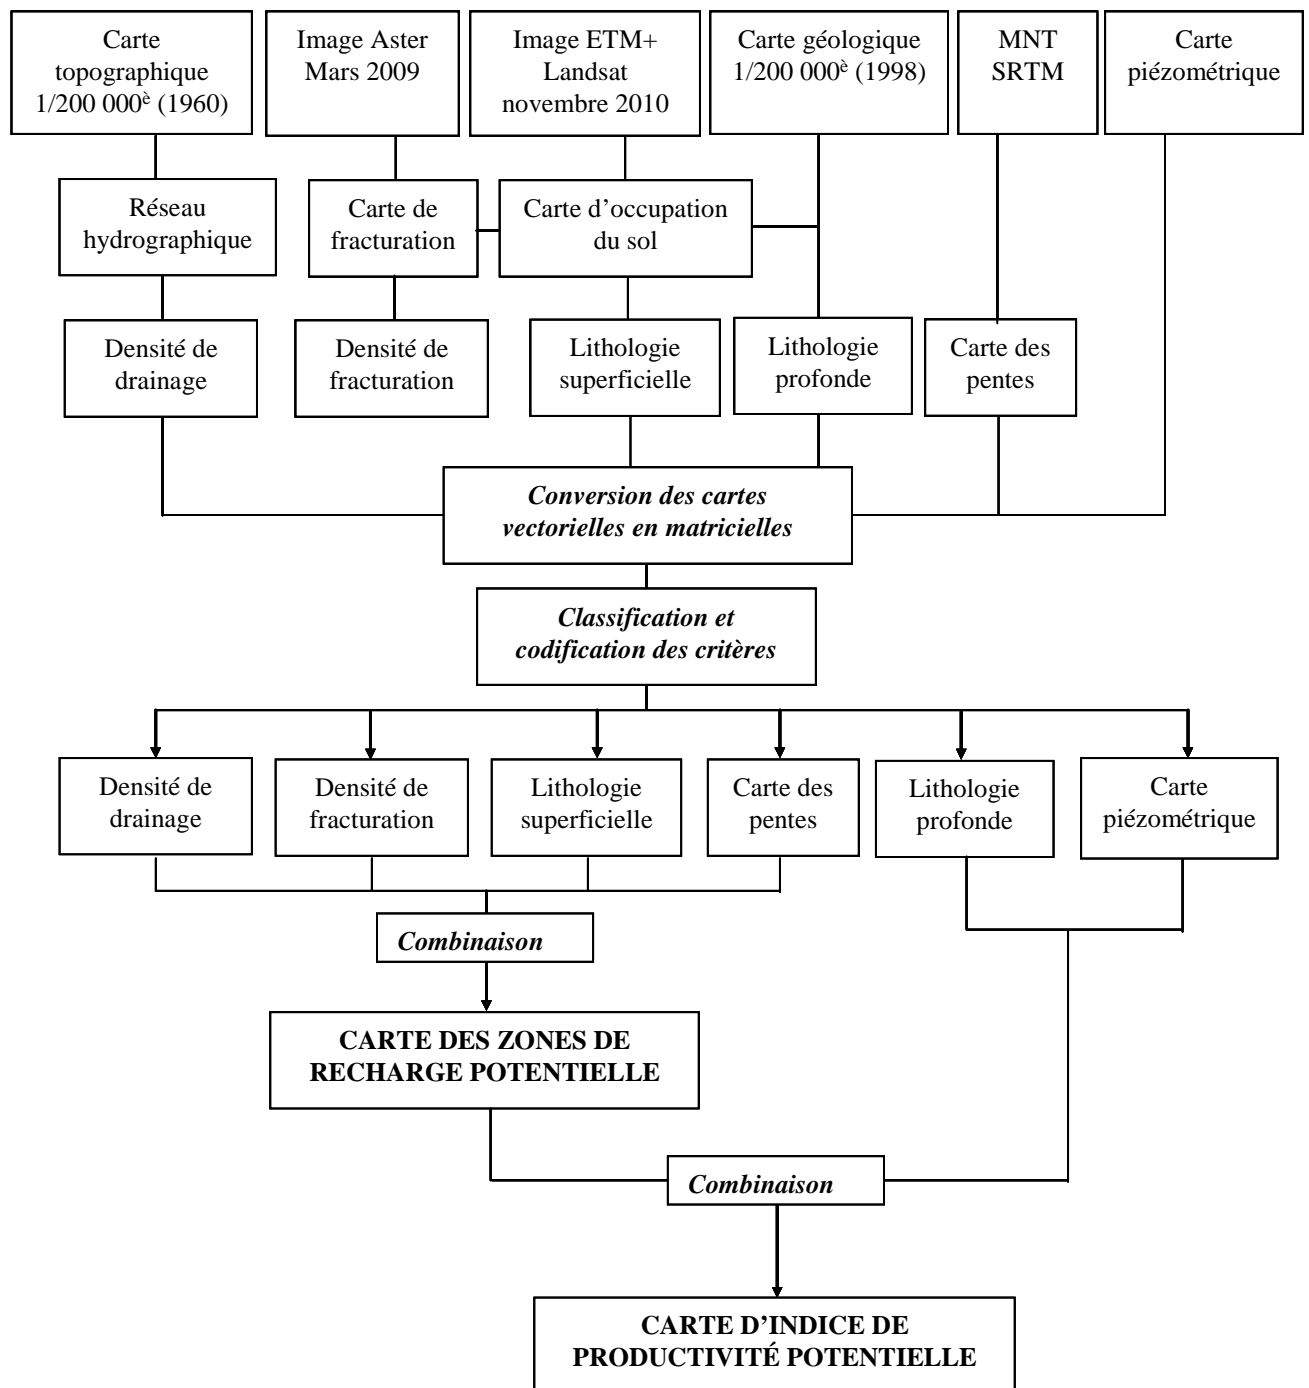 Carte
topographique
1/200 000è (1960)
Image Aster
Mars 2009
Image ETM+
Landsat
novembre 2010
Carte géologique
1/200 000è (1998)
MNT
SRTM
Carte
piézométrique
Réseau
hydrographique
Carte de
fracturation
Carte d’occupation
du sol
Densité de
drainage
Densité de
fracturation
Lithologie
superficielle
Lithologie
profonde
Carte des
pentes
Conversion des cartes
vectorielles en matricielles
Classification et
codification des critères
Densité de
drainage
Densité de
fracturation
Lithologie
superficielle
Carte des
pentes
Lithologie
profonde
Carte
piézométrique
Combinaison
CARTE DES ZONES DE
RECHARGE POTENTIELLE
Combinaison
CARTE D’INDICE DE
PRODUCTIVITÉ POTENTIELLE